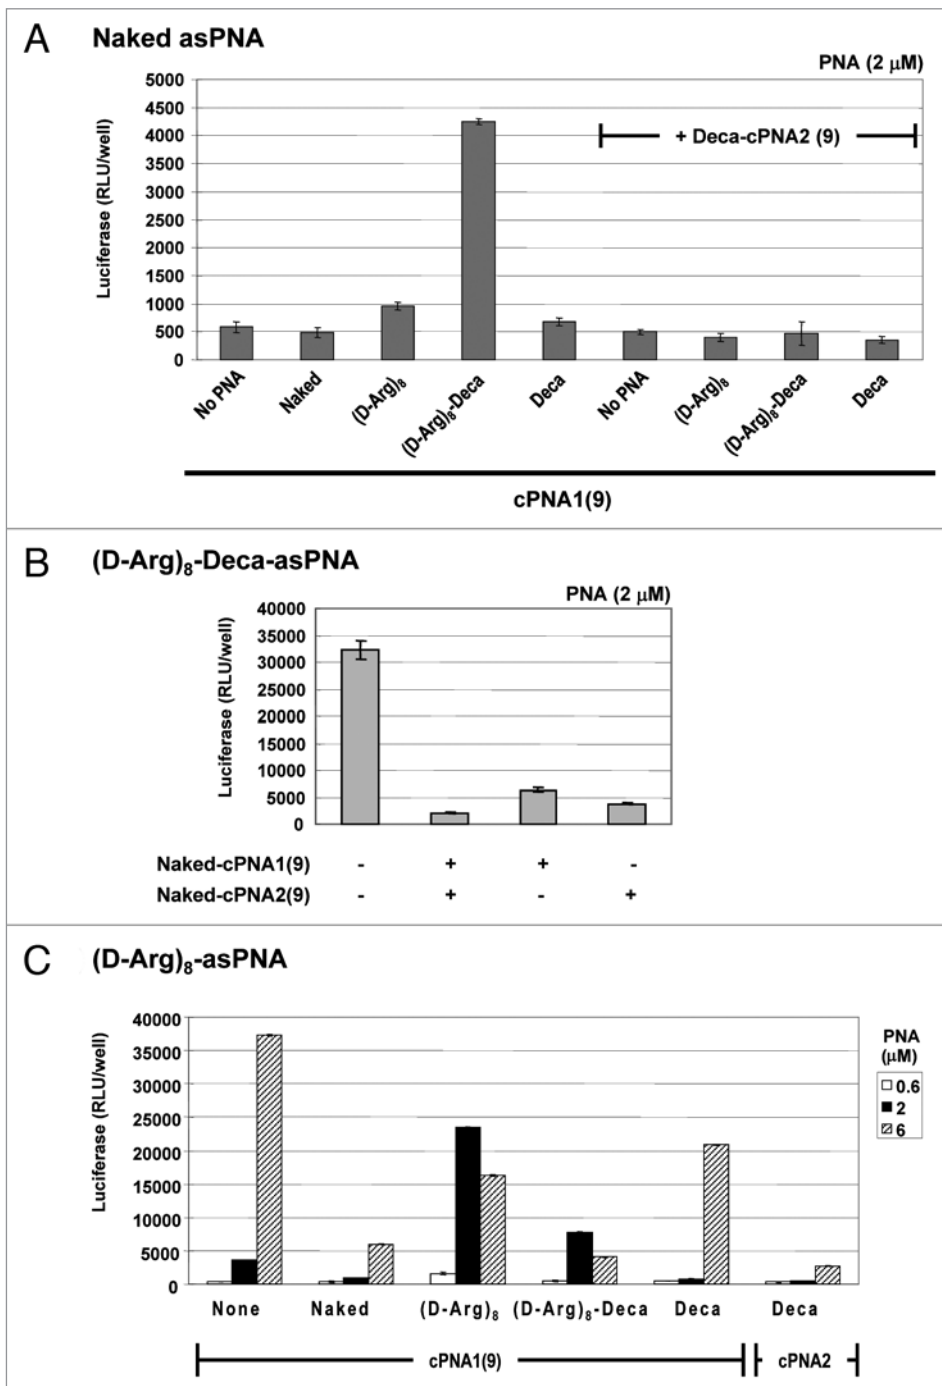 A Naked asPNA
PNA (2 μM)
5000
4500
4000
3500
3000
2500
2000
1500
1000
500
0
Luciferase (RLU/well)
+ Deca-cPNA2 (9)
No PNA
Naked
(D-Arg)8
(D-Arg)8-Deca
Deca
No PNA
(D-Arg)8
(D-Arg)8-Deca
Deca
cPNA1(9)
B (D-Arg)8-Deca-asPNA
PNA (2 μM)
40000
35000
30000
25000
20000
15000
10000
5000
0
Luciferase (RLU/well)
Naked-cPNA1(9) - + + -
Naked-cPNA2(9) - + - +
C (D-Arg)8-asPNA
40000
35000
30000
25000
20000
15000
10000
5000
0
Luciferase (RLU/well)
PNA
(μM)
0.6
2
6
None Naked (D-Arg)8 (D-Arg)8-Deca Deca Deca
cPNA1(9) cPNA2